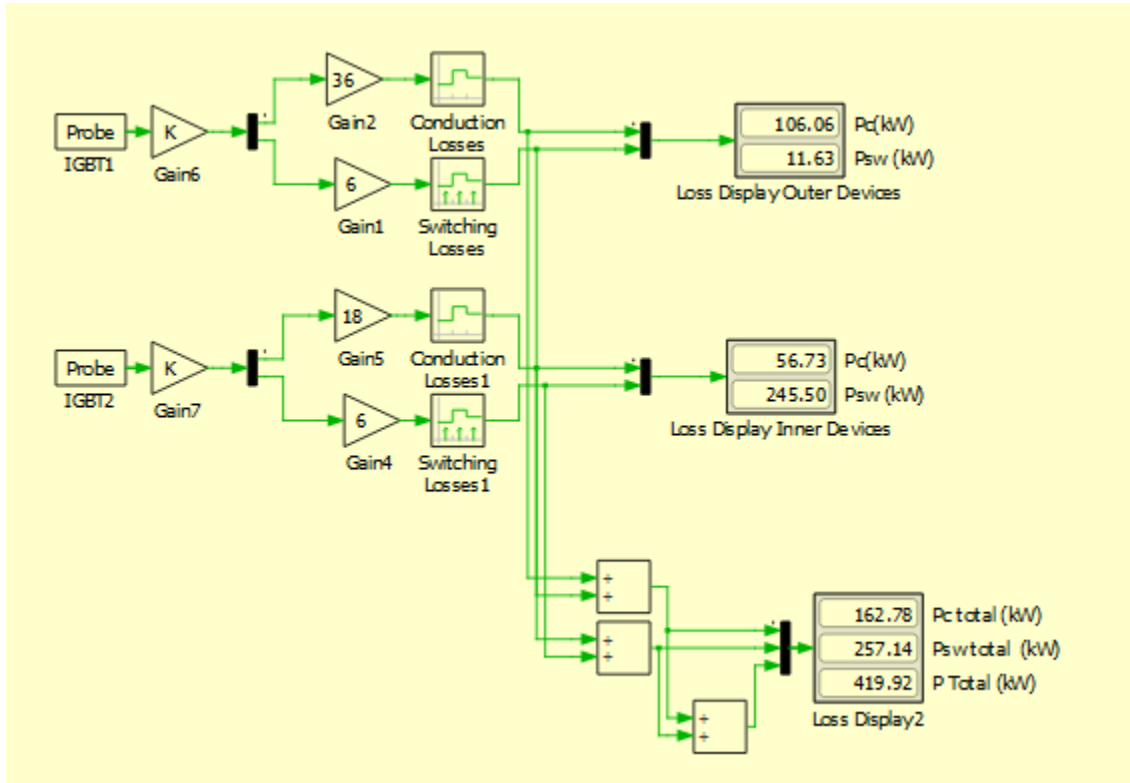 36
Gain2
Conduction
Losses
Probe
IGBT1
K
Gain6
6
Gain1
Switching
Losses
106.06 Pc(kW)
11.63 Psw (kW)
Loss Display Outer Devices
18
Gain5
Conduction
Losses1
Probe
IGBT2
K
Gain7
6
Gain4
Switching
Losses1
56.73 Pc(kW)
245.50 Psw (kW)
Loss Display Inner Devices
+
+
+
+
+
+
162.78 Pc total (kW)
257.14 Psw total (kW)
419.92 P Total (kW)
Loss Display2